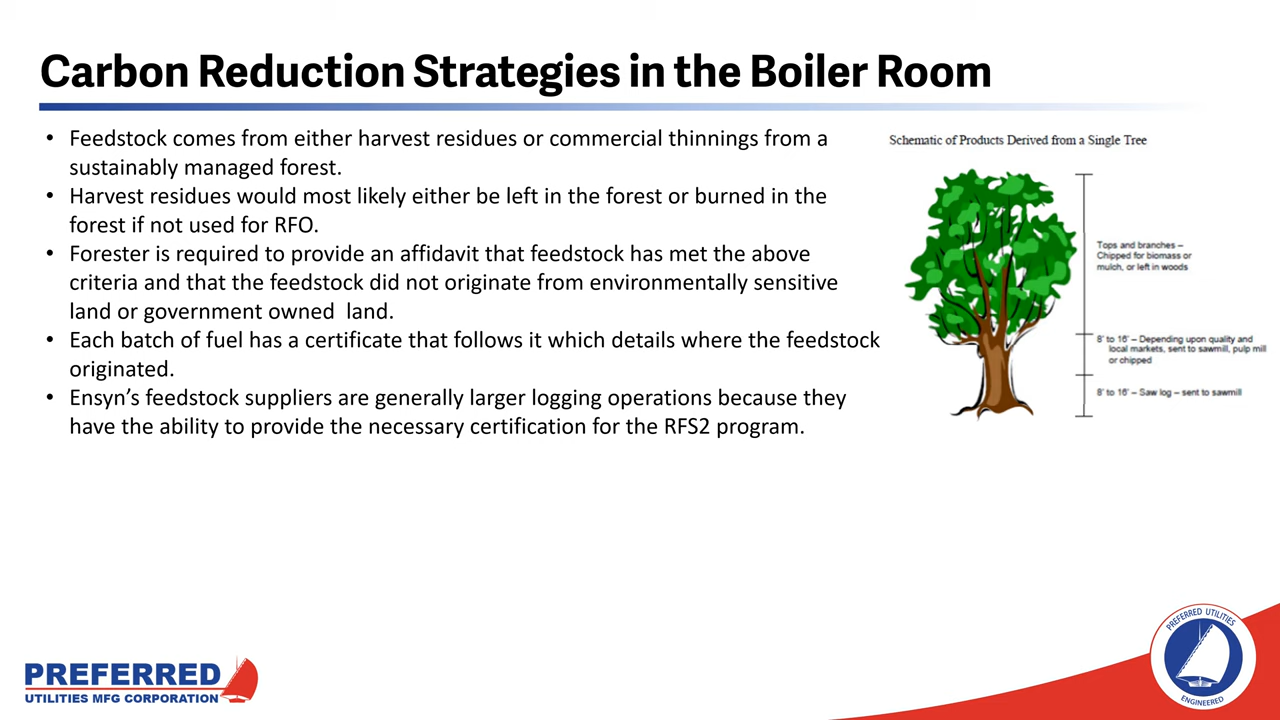 Carbon Reduction Strategies in the Boiler Room
• Feedstock comes from either harvest residues or commercial thinnings from a
sustainably managed forest.
• Harvest residues would most likely either be left in the forest or burned in the
forest if not used for RFO.
• Forester is required to provide an affidavit that feedstock has met the above
criteria and that the feedstock did not originate from environmentally sensitive
land or government owned  land.
• Each batch of fuel has a certificate that follows it which details where the feedstock
originated.
• Ensyn’s feedstock suppliers are generally larger logging operations because they
have the ability to provide the necessary certification for the RFS2 program.
Schematic of Products Derived from a Single Tree
Tops and branches –
Chipped for biomass or
mulch, or left in woods
8’ to 16’ – Depending upon quality and
local markets, sent to sawmill, pulp mill
or chipped
8’ to 16’ – Saw log – sent to sawmill
PREFERRED
UTILITIES MFG CORPORATION
PREFERRED UTILITIES
ENGINEERED